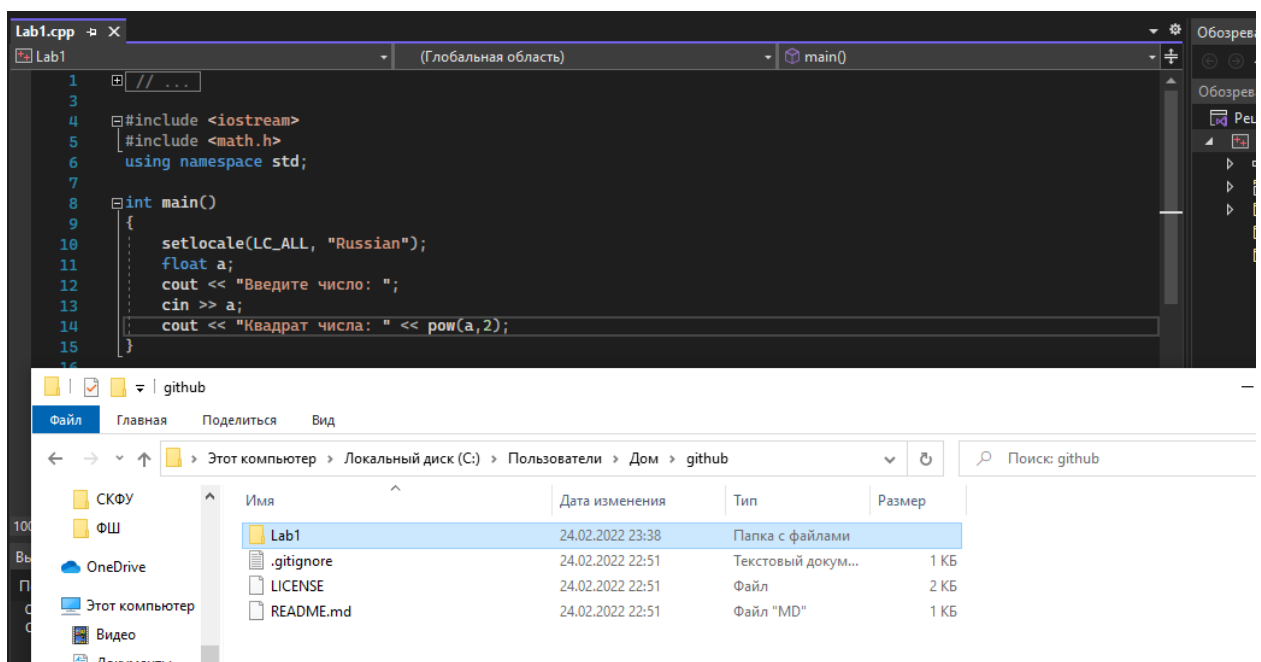 Lab1.cpp
Обозрев
Lab1 (Глобальная область) main()
1 // ...
3
4 #include <iostream>
5 #include <math.h>
6 using namespace std;
7
8 int main()
9 {
10 setlocale(LC_ALL, "Russian");
11 float a;
12 cout << "Введите число: ";
13 cin >> a;
14 cout << "Квадрат числа: " << pow(a,2);
15 }
16
Обозрев
github
Файл Главная Поделиться Вид
Этот компьютер > Локальный диск (C:) > Пользователи > Дом > github
Поиск: github
СКФУ
ФШ
OneDrive
Этот компьютер
Видео
Документы
Имя Дата изменения Тип Размер
Lab1 24.02.2022 23:38 Папка с файлами
.gitignore 24.02.2022 22:51 Текстовый докум... 1 КБ
LICENSE 24.02.2022 22:51 Файл 2 КБ
README.md 24.02.2022 22:51 Файл "MD" 1 КБ